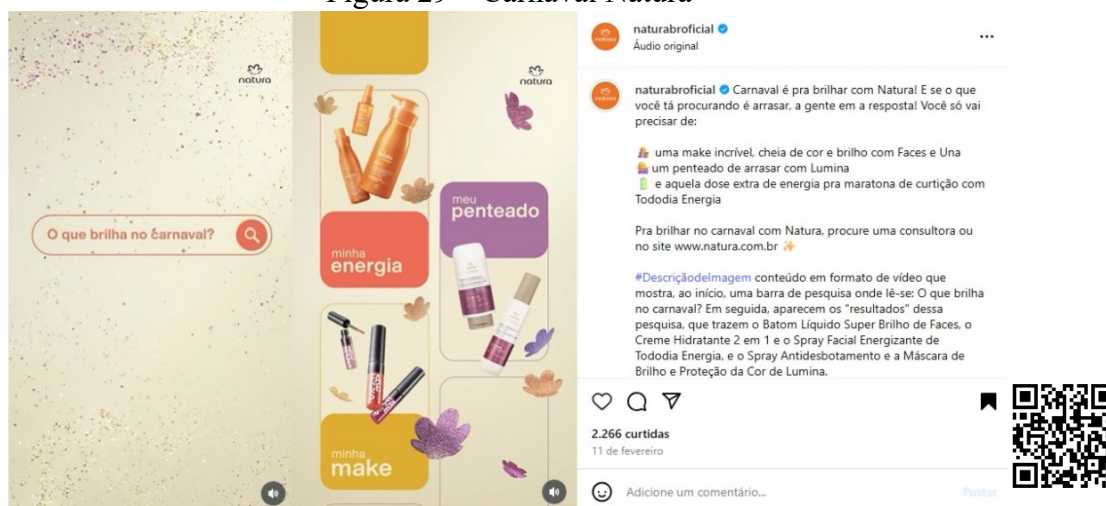 Figura 29 – Carnaval Natura
natura
O que brilha no carnaval?
natura
minha
energia
meu
penteado
minha
make
naturabroficial
Áudio original
naturabroficial Carnaval é pra brilhar com Natura! E se o que
você tá procurando é arrasar, a gente em a resposta! Você só vai
precisar de:
uma make incrível, cheia de cor e brilho com Faces e Una
um penteado de arrasar com Lumina
e aquela dose extra de energia pra maratona de curtição com
Tododia Energia
Pra brilhar no carnaval com Natura, procure uma consultora ou
no site www.natura.com.br
#DescriçãodeImagem conteúdo em formato de vídeo que
mostra, ao início, uma barra de pesquisa onde lê-se: O que brilha
no carnaval? Em seguida, aparecem os "resultados" dessa
pesquisa, que trazem o Batom Líquido Super Brilho de Faces, o
Creme Hidratante 2 em 1 e o Spray Facial Energizante de
Tododia Energia, e o Spray Antidesbotamento e a Máscara de
Brilho e Proteção da Cor de Lumina.
2.266 curtidas
11 de fevereiro
Adicione um comentário...
Postar